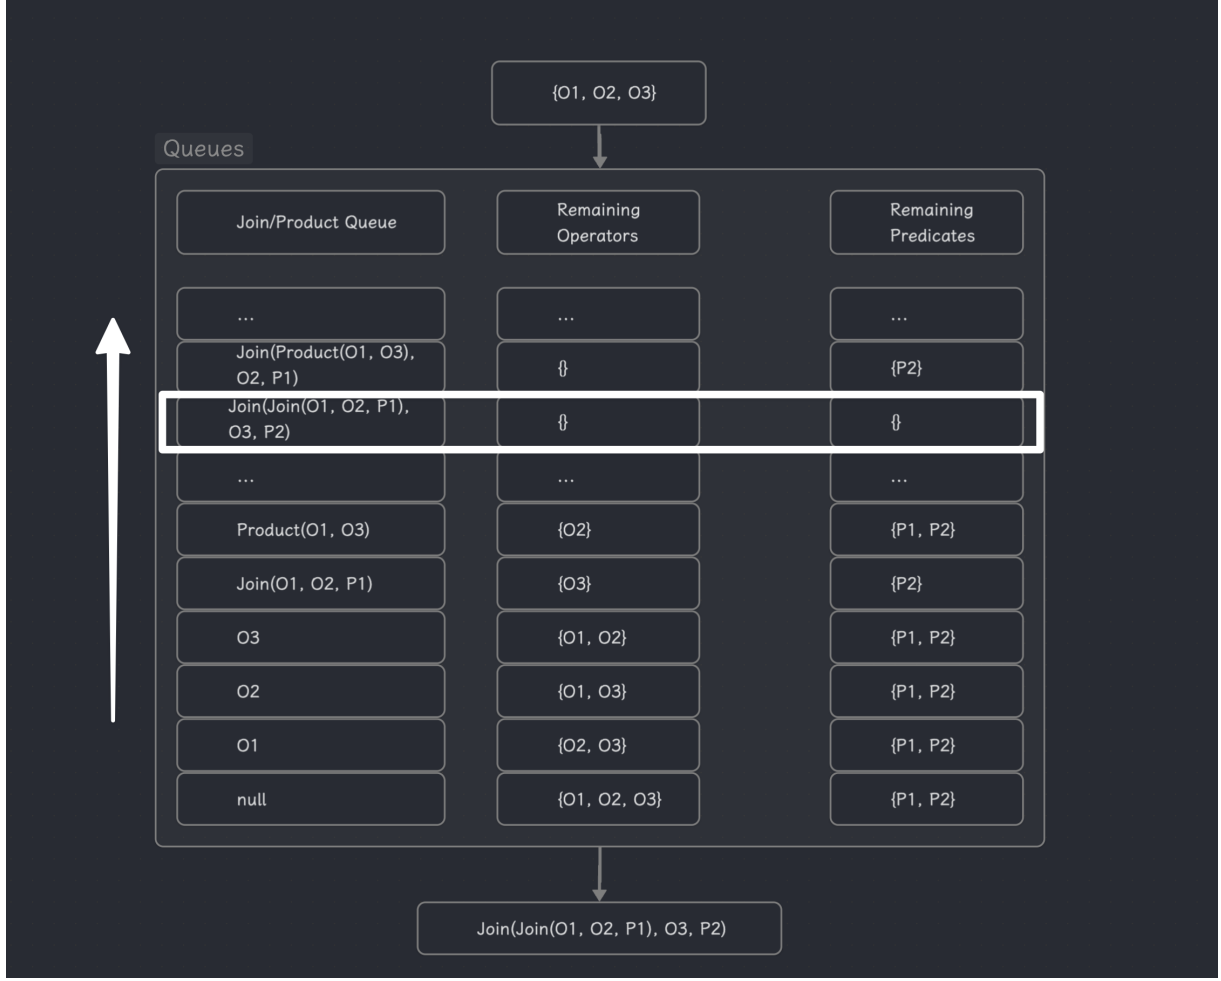 {O1, O2, O3}
Queues
Join/Product Queue
Remaining
Operators
Remaining
Predicates
...
...
...
Join(Product(O1, O3),
O2, P1)
{}
{P2}
Join(Join(O1, O2, P1),
O3, P2)
{}
{}
...
...
...
Product(O1, O3)
{O2}
{P1, P2}
Join(O1, O2, P1)
{O3}
{P2}
O3
{O1, O2}
{P1, P2}
O2
{O1, O3}
{P1, P2}
O1
{O2, O3}
{P1, P2}
null
{O1, O2, O3}
{P1, P2}
Join(Join(O1, O2, P1), O3, P2)